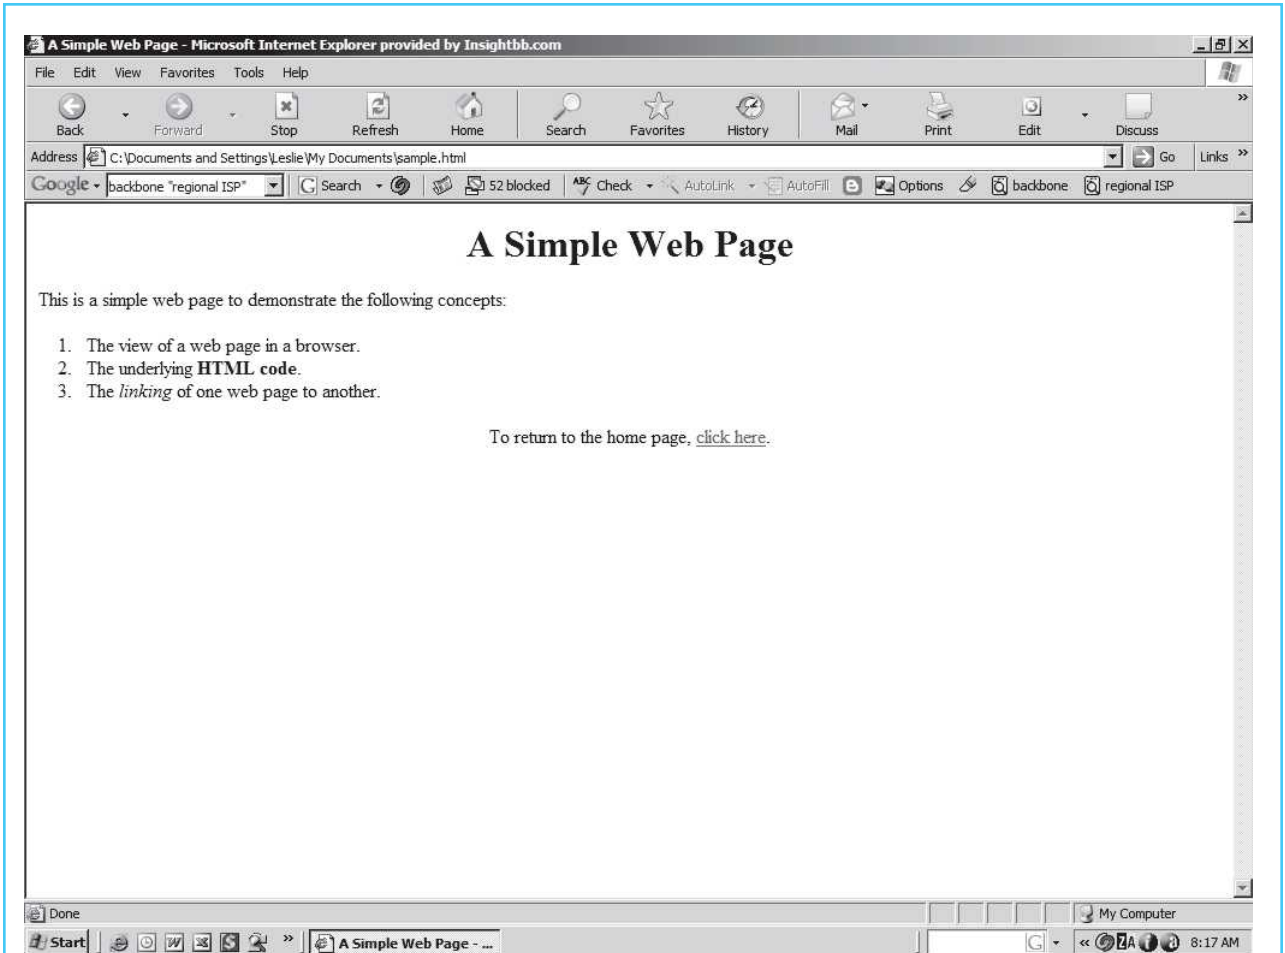 A Simple Web Page - Microsoft Internet Explorer provided by Insightbb.com
File Edit View Favorites Tools Help
Back Forward Stop Refresh Home Search Favorites History Mail Print Edit Discuss »
Address C:\Documents and Settings\Leslie\My Documents\sample.html Go Links »
Google backbone "regional ISP" G Search 52 blocked ABC Check AutoLink AutoFill Options backbone regional ISP
A Simple Web Page
This is a simple web page to demonstrate the following concepts:
1. The view of a web page in a browser.
2. The underlying HTML code.
3. The linking of one web page to another.
To return to the home page, click here.
Done My Computer
Start » A Simple Web Page - ... G « ZA 8:17 AM